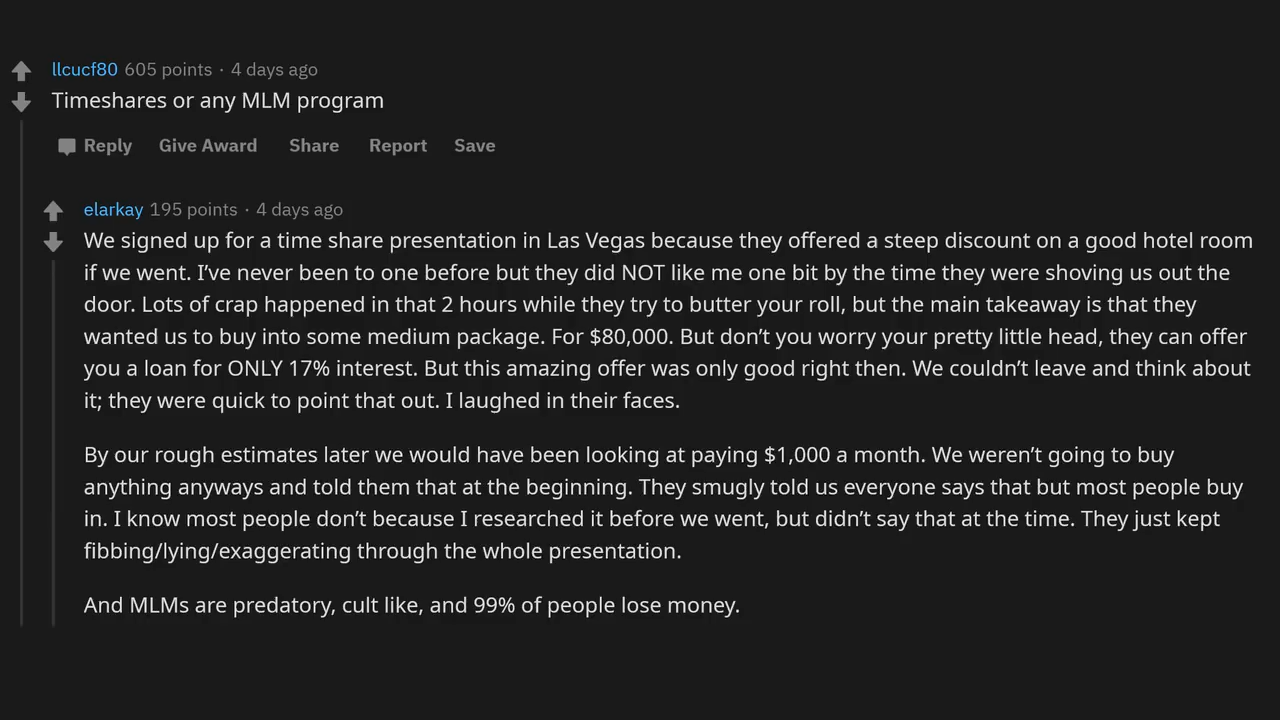 llcucf80 605 points · 4 days ago
Timeshares or any MLM program
Reply Give Award Share Report Save
elarkay 195 points · 4 days ago
We signed up for a time share presentation in Las Vegas because they offered a steep discount on a good hotel room
if we went. I’ve never been to one before but they did NOT like me one bit by the time they were shoving us out the
door. Lots of crap happened in that 2 hours while they try to butter your roll, but the main takeaway is that they
wanted us to buy into some medium package. For $80,000. But don’t you worry your pretty little head, they can offer
you a loan for ONLY 17% interest. But this amazing offer was only good right then. We couldn’t leave and think about
it; they were quick to point that out. I laughed in their faces.
By our rough estimates later we would have been looking at paying $1,000 a month. We weren’t going to buy
anything anyways and told them that at the beginning. They smugly told us everyone says that but most people buy
in. I know most people don’t because I researched it before we went, but didn’t say that at the time. They just kept
fibbing/lying/exaggerating through the whole presentation.
And MLMs are predatory, cult like, and 99% of people lose money.